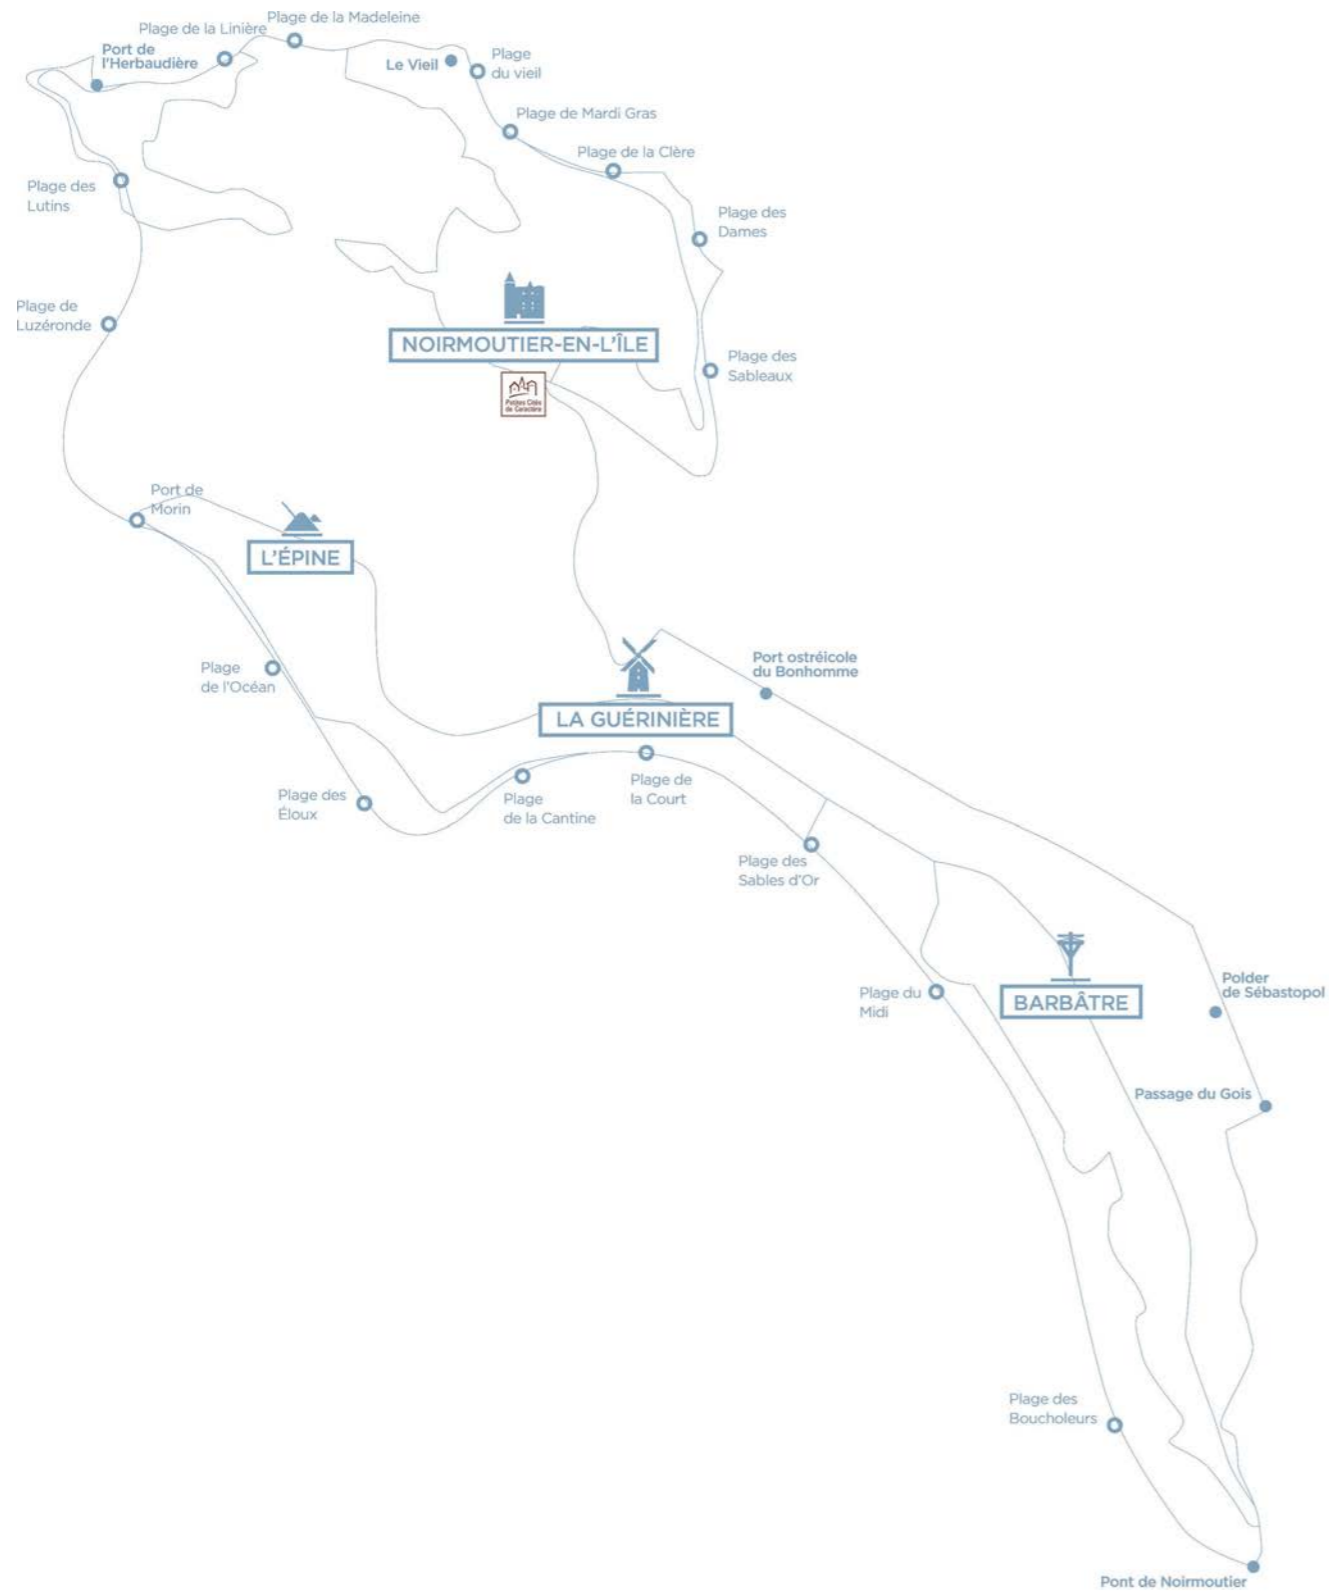 Plage de la Madeleine
Plage de la Linière
Port de
l'Herbaudière
Le Vieil
Plage
du vieil
Plage de Mardi Gras
Plage de la Clère
Plage des
Lutins
Plage des
Dames
Plage de
Luzéronde
NOIRMOUTIER-EN-L'ÎLE
Plage des
Sableaux
Petites Cités
de Caractère
Port de
Morin
L'ÉPINE
Plage
de l'Océan
Port ostréicole
du Bonhomme
LA GUÉRINIÈRE
Plage des
Éloux
Plage
de la Cantine
Plage de
la Court
Plage des
Sables d'Or
Plage du
Midi
BARBÂTRE
Polder
de Sébastopol
Passage du Gois
Plage des
Boucholeurs
Pont de Noirmoutier